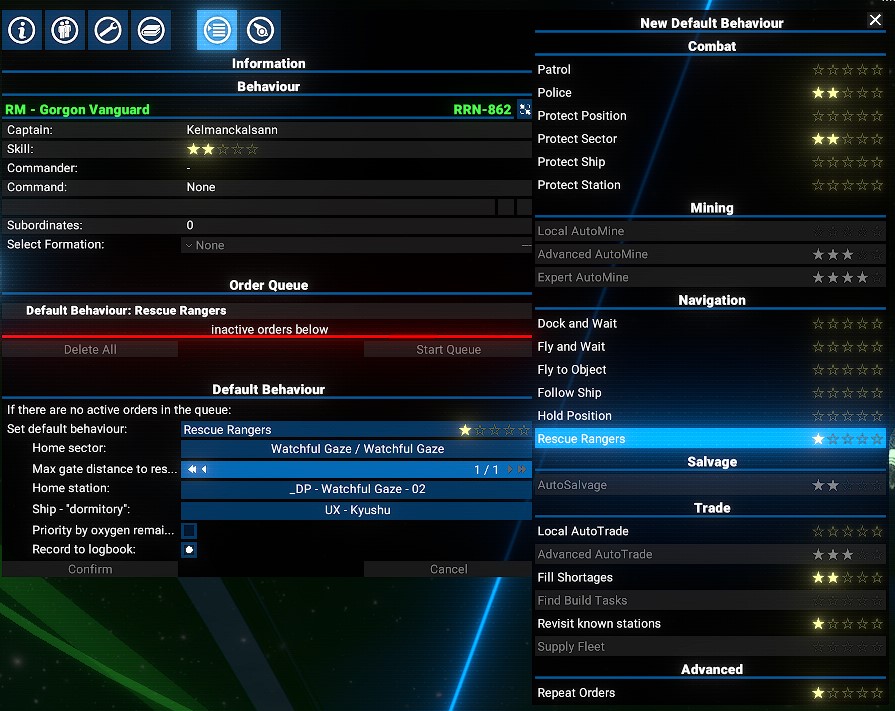 Information
Behaviour
RM - Gorgon Vanguard RRN-862
Captain: Kelmanckalsann
Skill:
Commander: -
Command: None
Subordinates: 0
Select Formation: None
Order Queue
Default Behaviour: Rescue Rangers
inactive orders below
Delete All Start Queue
Default Behaviour
If there are no active orders in the queue:
Set default behaviour: Rescue Rangers
Home sector: Watchful Gaze / Watchful Gaze
Max gate distance to res... 1 / 1
Home station: _DP - Watchful Gaze - 02
Ship - "dormitory": UX - Kyushu
Priority by oxygen remai...
Record to logbook:
Confirm Cancel
New Default Behaviour
Combat
Patrol
Police
Protect Position
Protect Sector
Protect Ship
Protect Station
Mining
Local AutoMine
Advanced AutoMine
Expert AutoMine
Navigation
Dock and Wait
Fly and Wait
Fly to Object
Follow Ship
Hold Position
Rescue Rangers
Salvage
AutoSalvage
Trade
Local AutoTrade
Advanced AutoTrade
Fill Shortages
Find Build Tasks
Revisit known stations
Supply Fleet
Advanced
Repeat Orders